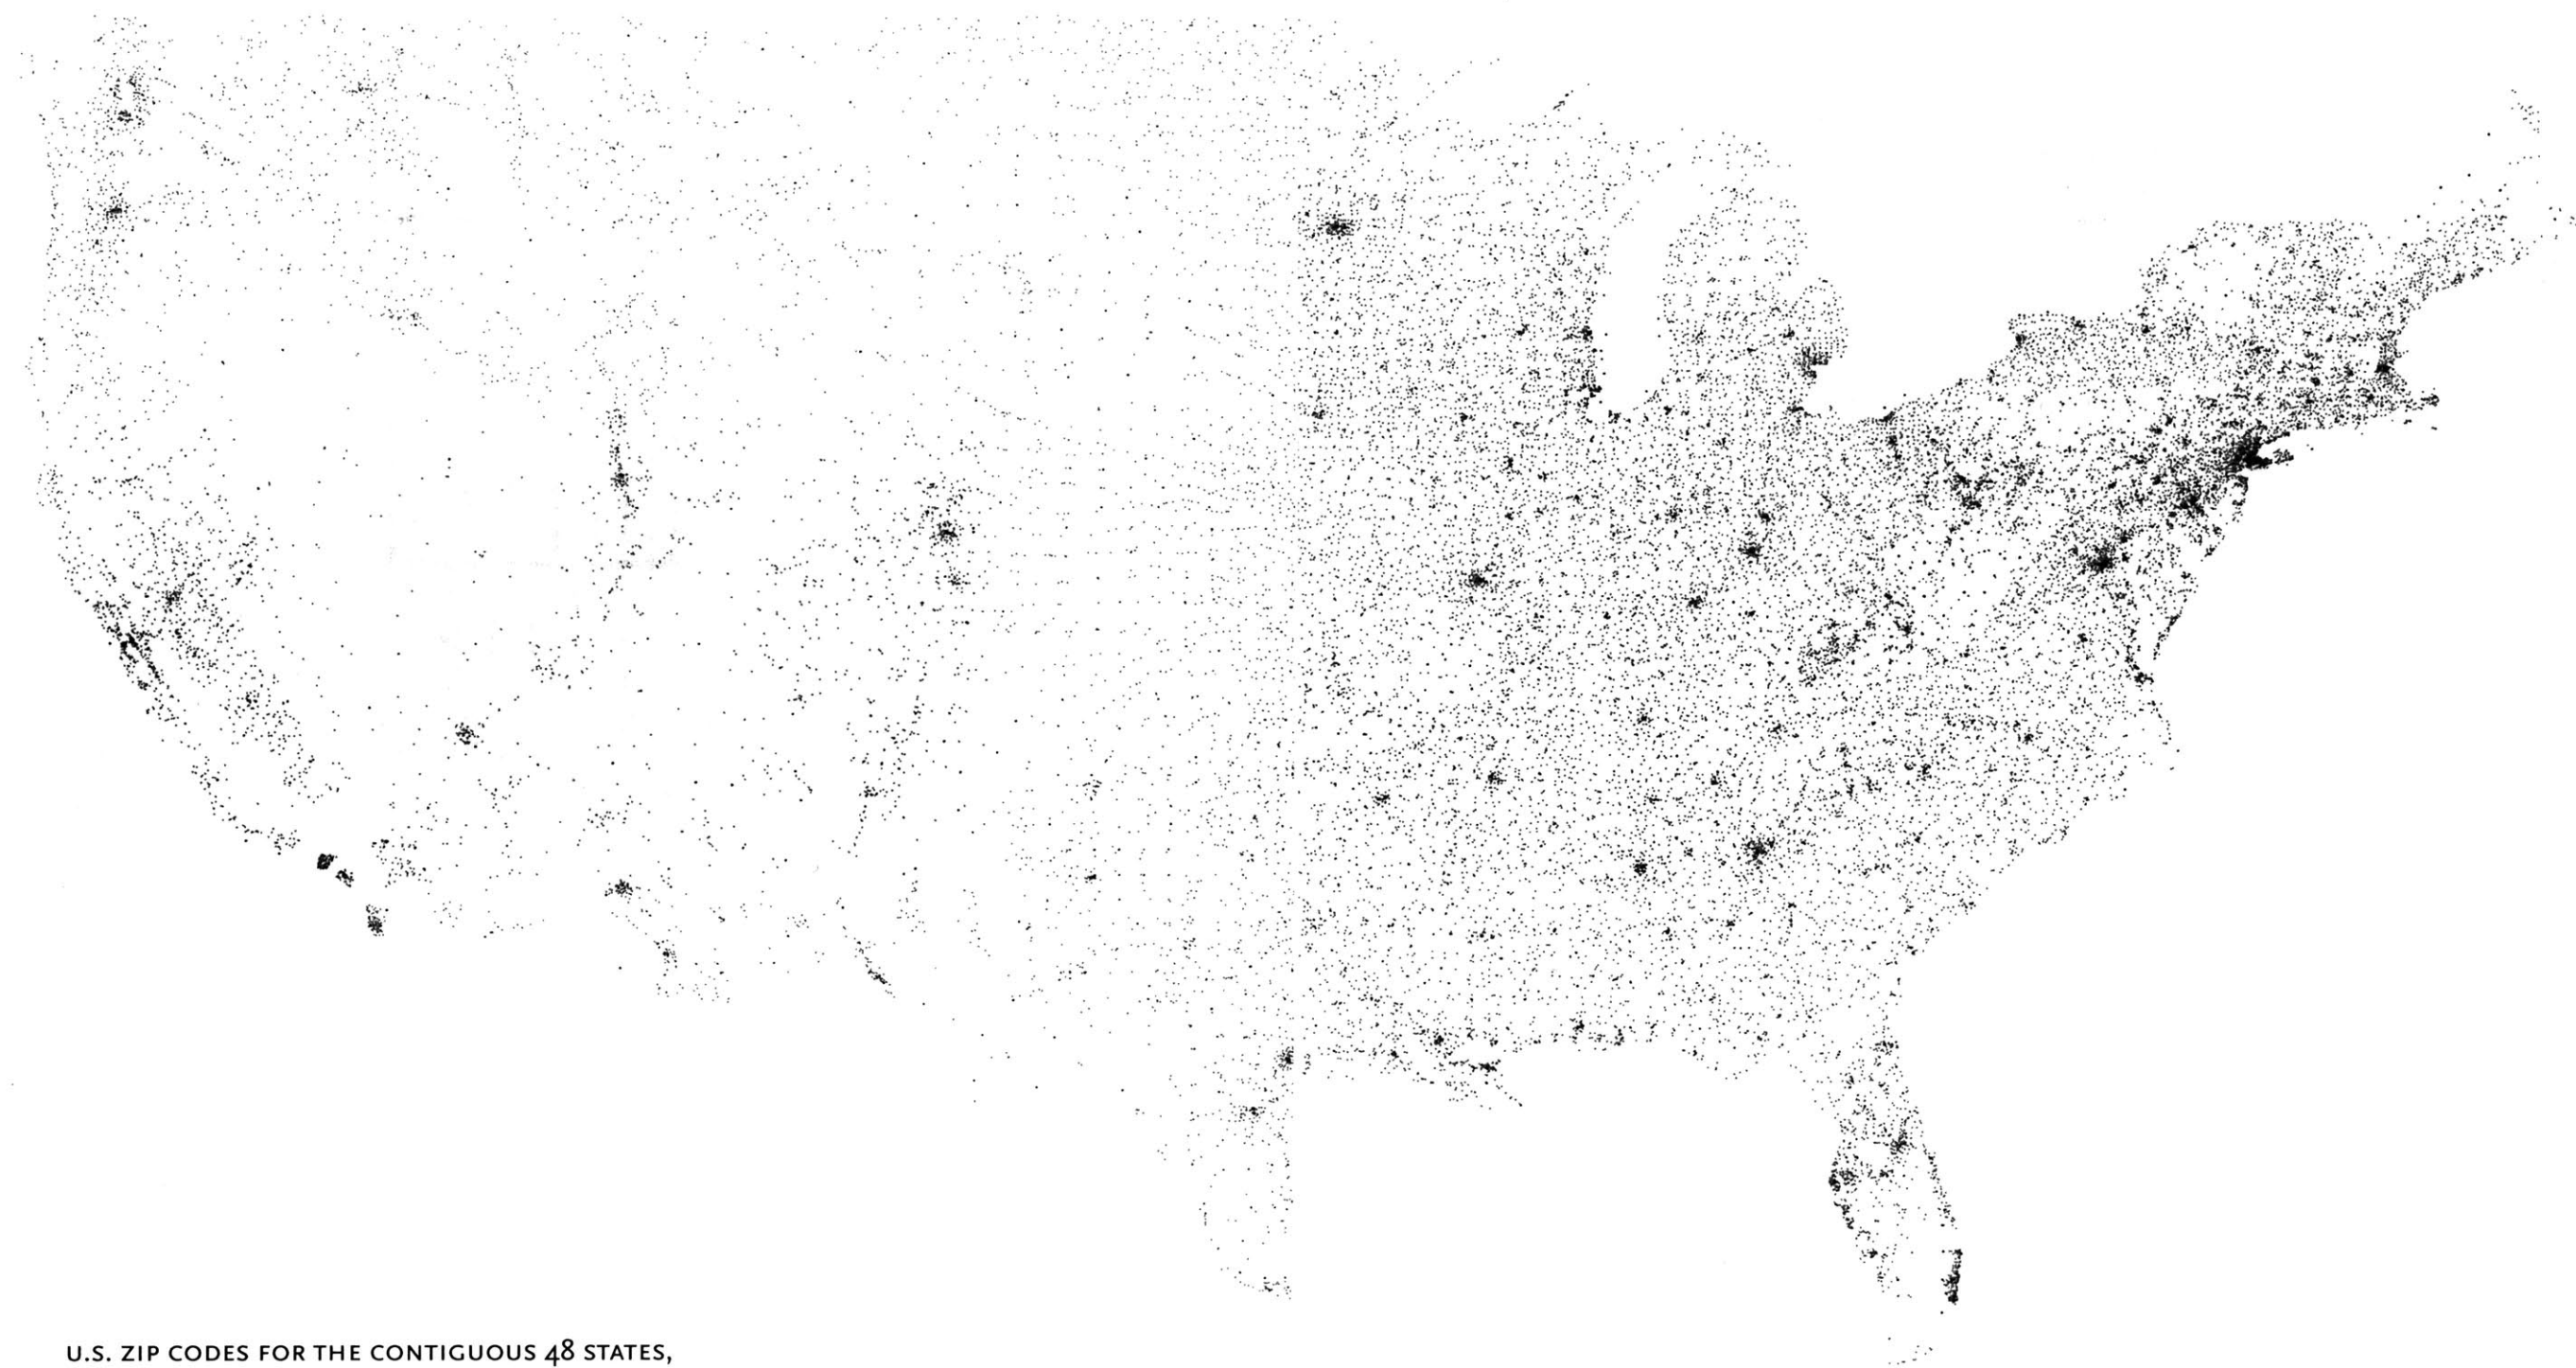 U.S. ZIP CODES FOR THE CONTIGUOUS 48 STATES,